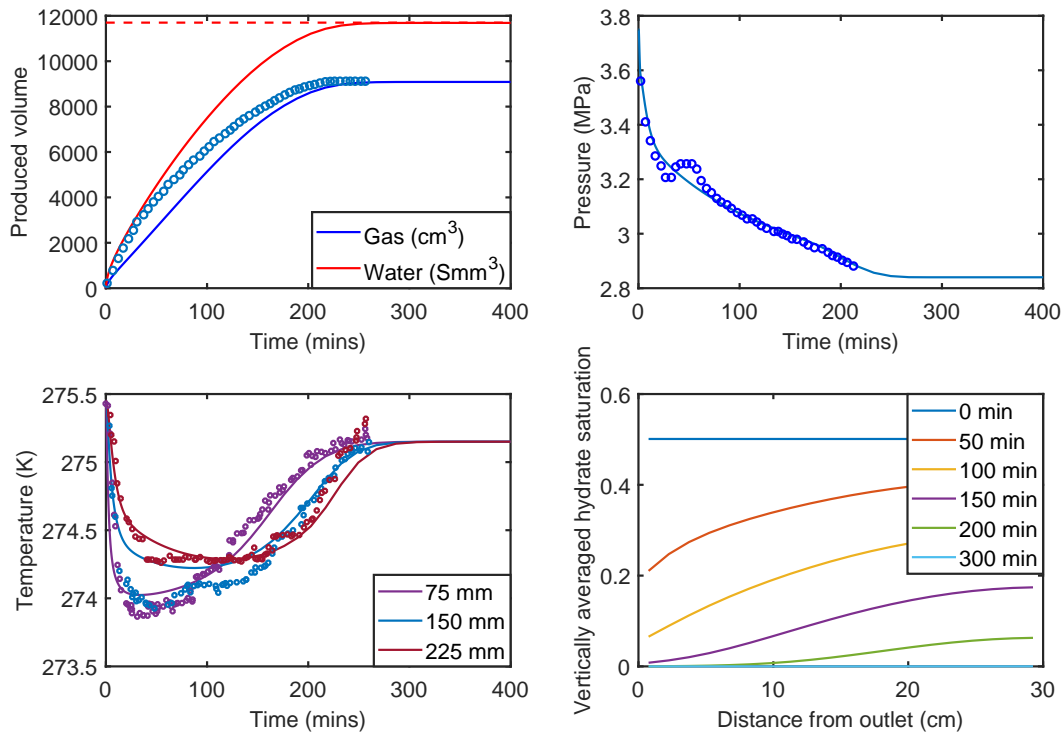 12000
10000
8000
6000
4000
2000
0
Produced volume
Gas (cm³)
Water (Smm³)
0
100
200
300
400
Time (mins)
3.8
3.6
3.4
3.2
3
2.8
Pressure (MPa)
0
100
200
300
400
Time (mins)
275.5
275
274.5
274
273.5
Temperature (K)
75 mm
150 mm
225 mm
0
100
200
300
400
Time (mins)
0.6
0.4
0.2
0
Vertically averaged hydrate saturation
0 min
50 min
100 min
150 min
200 min
300 min
0
10
20
30
Distance from outlet (cm)